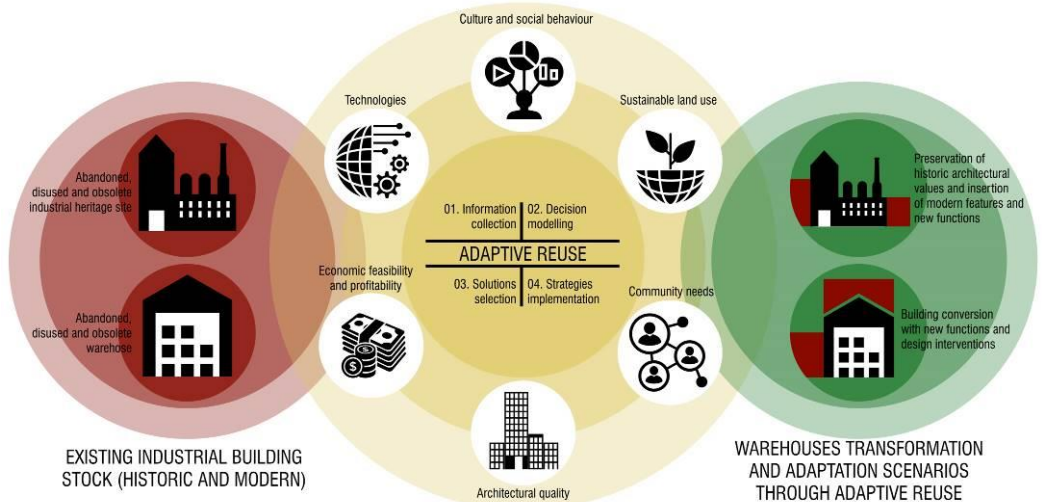 Culture and social behaviour
Technologies
Sustainable land use
Abandoned,
disused and obsolete
industrial heritage site
Preservation of
historic architectural
values and insertion
of modern features and
new functions
01. Information
collection
02. Decision
modelling
ADAPTIVE REUSE
03. Solutions
selection
04. Strategies
implementation
Economic feasibility
and profitability
Community needs
Abandoned,
disused and obsolete
warehose
Building conversion
with new functions and
design interventions
$
$
EXISTING INDUSTRIAL BUILDING
STOCK (HISTORIC AND MODERN)
Architectural quality
WAREHOUSES TRANSFORMATION
AND ADAPTATION SCENARIOS
THROUGH ADAPTIVE REUSE